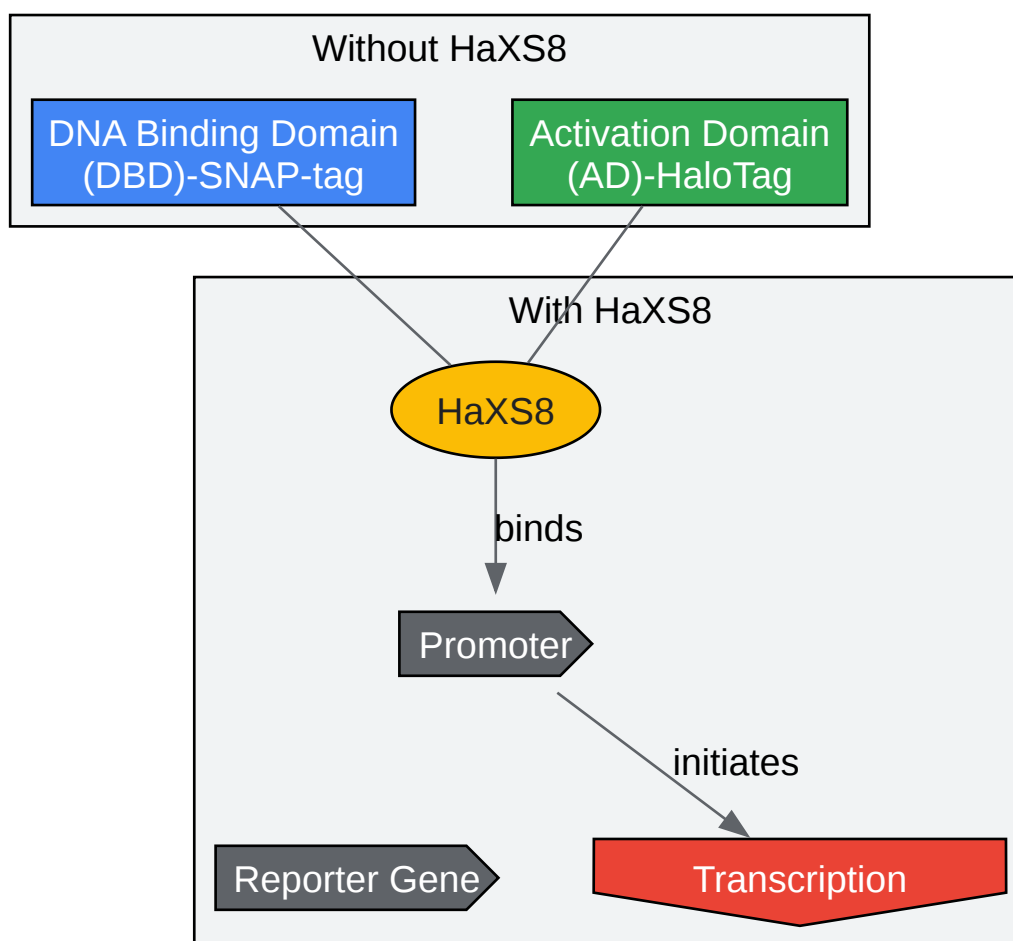 Without HaXS8
DNA Binding Domain
(DBD)-SNAP-tag
Activation Domain
(AD)-HaloTag
With HaXS8
HaXS8
binds
Promoter
initiates
Reporter Gene
Transcription